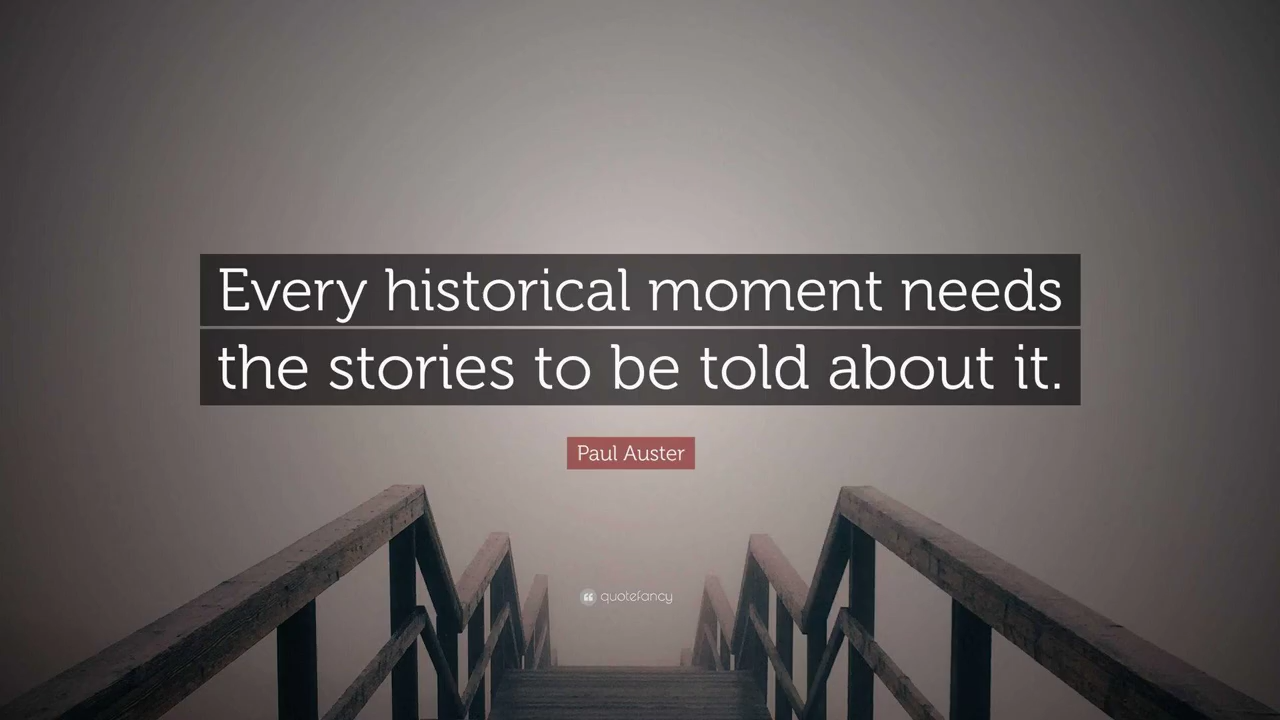 Every historical moment needs
the stories to be told about it.
Paul Auster
quotefancy